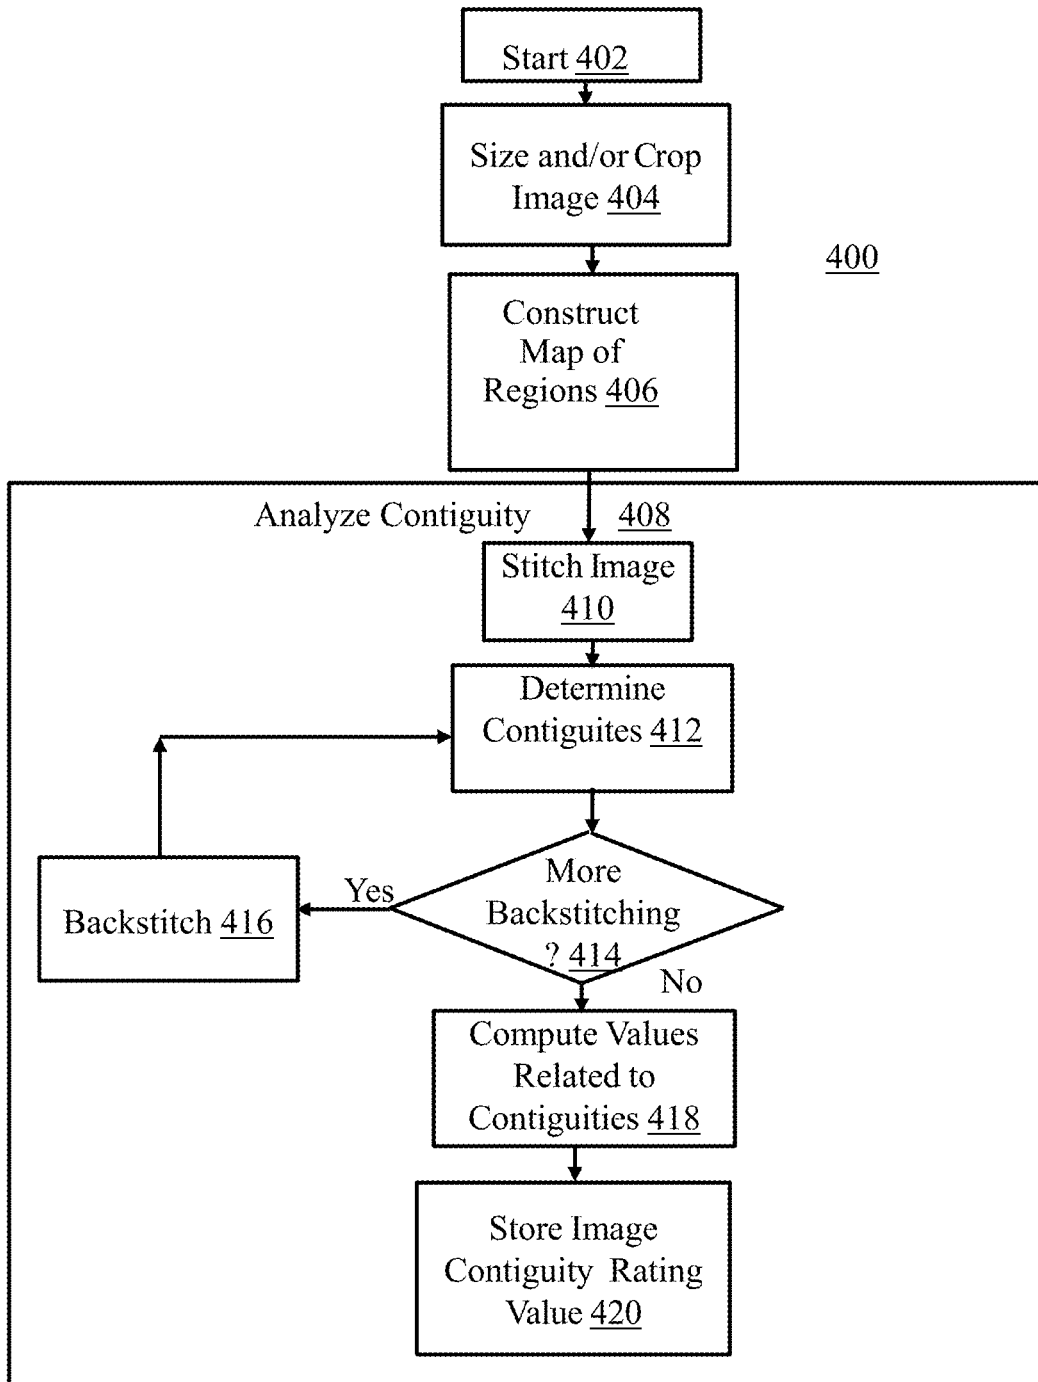 Start 402
Size and/or Crop
Image 404
400
Construct
Map of
Regions 406
Analyze Contiguity 408
Stitch Image
410
Determine
Contiguites 412
More
Backstitching
? 414
Yes
Backstitch 416
No
Compute Values
Related to
Contiguities 418
Store Image
Contiguity Rating
Value 420